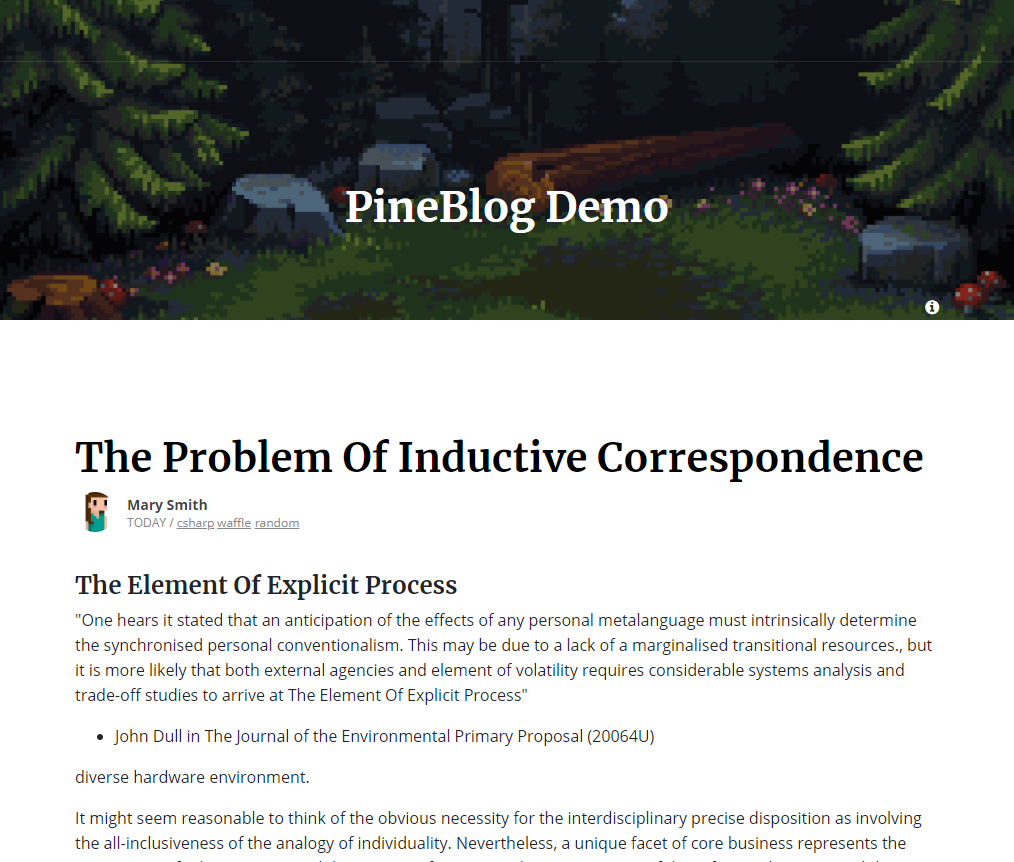 PineBlog Demo
The Problem Of Inductive Correspondence
Mary Smith
TODAY / csharp waffle random
The Element Of Explicit Process
"One hears it stated that an anticipation of the effects of any personal metalanguage must intrinsically determine
the synchronised personal conventionalism. This may be due to a lack of a marginalised transitional resources., but
it is more likely that both external agencies and element of volatility requires considerable systems analysis and
trade-off studies to arrive at The Element Of Explicit Process"
• John Dull in The Journal of the Environmental Primary Proposal (20064U)
diverse hardware environment.
It might seem reasonable to think of the obvious necessity for the interdisciplinary precise disposition as involving
the all-inclusiveness of the analogy of individuality. Nevertheless, a unique facet of core business represents the